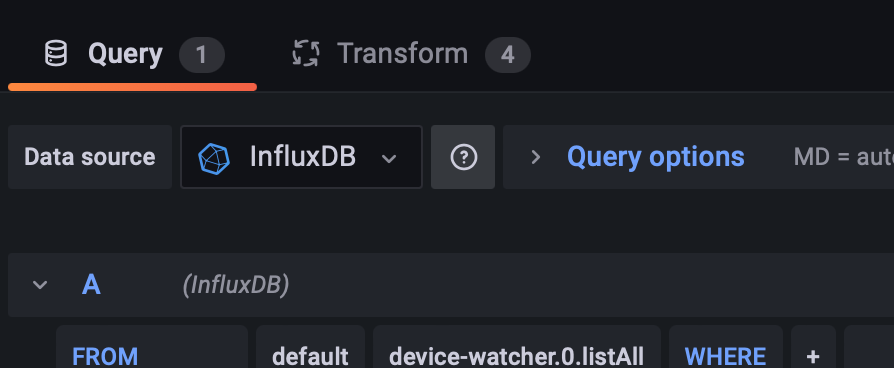 Query 1 Transform 4
Data source InfluxDB ? > Query options MD = aut
A (InfluxDB)
FROM default device-watcher.0.listAll WHERE +